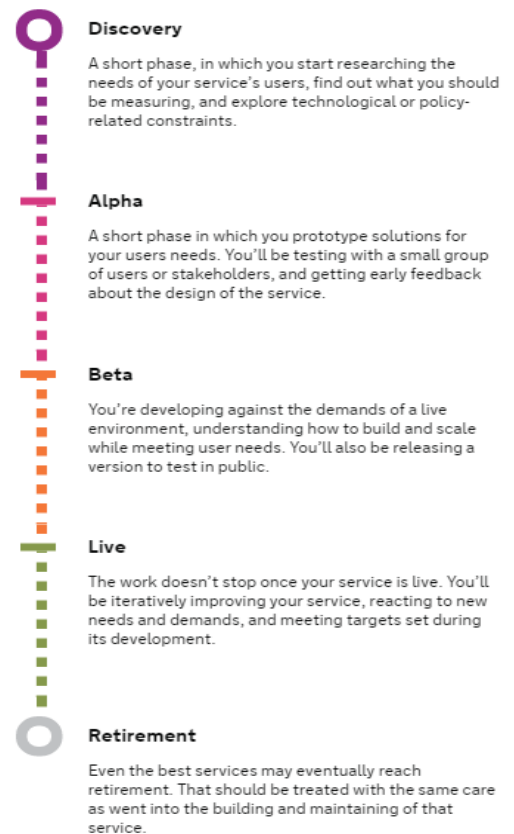 Discovery
A short phase, in which you start researching the
needs of your service's users, find out what you should
be measuring, and explore technological or policy-
related constraints.
Alpha
A short phase in which you prototype solutions for
your users needs. You'll be testing with a small group
of users or stakeholders, and getting early feedback
about the design of the service.
Beta
You're developing against the demands of a live
environment, understanding how to build and scale
while meeting user needs. You'll also be releasing a
version to test in public.
Live
The work doesn't stop once your service is live. You'll
be iteratively improving your service, reacting to new
needs and demands, and meeting targets set during
its development.
Retirement
Even the best services may eventually reach
retirement. That should be treated with the same care
as went into the building and maintaining of that
service.